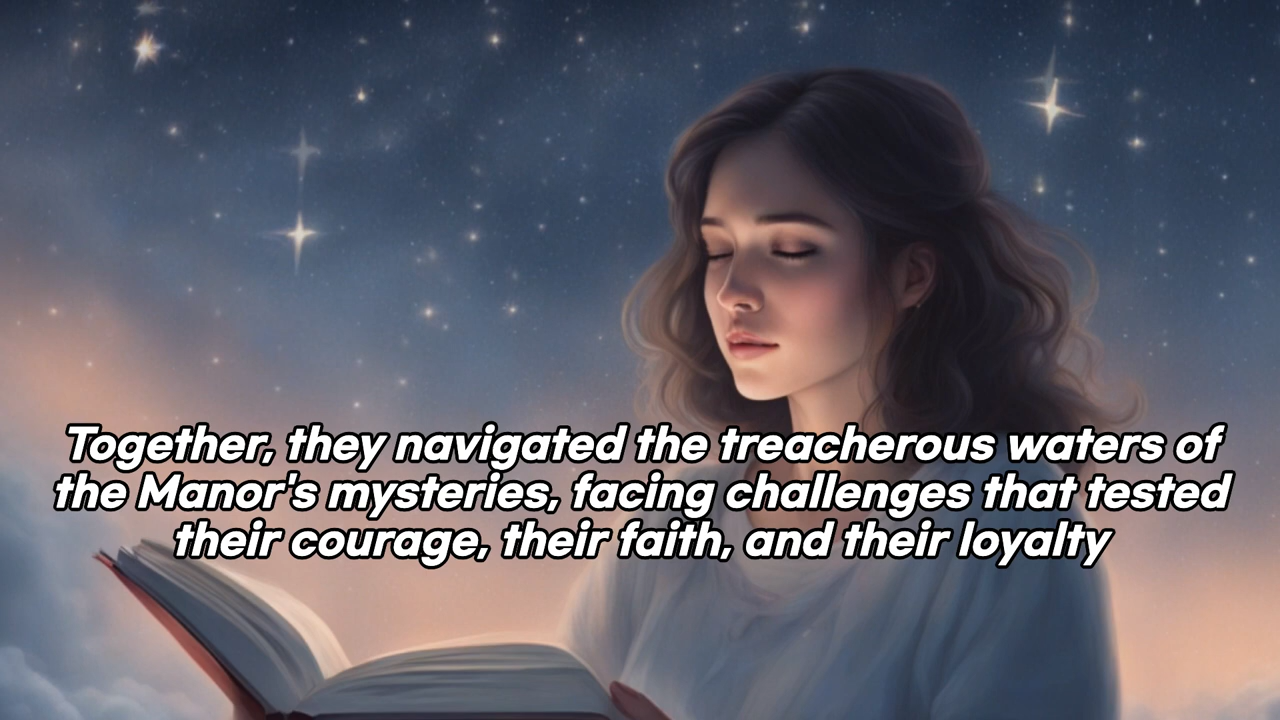 Together, they navigated the treacherous waters of
the Manor's mysteries, facing challenges that tested
their courage, their faith, and their loyalty